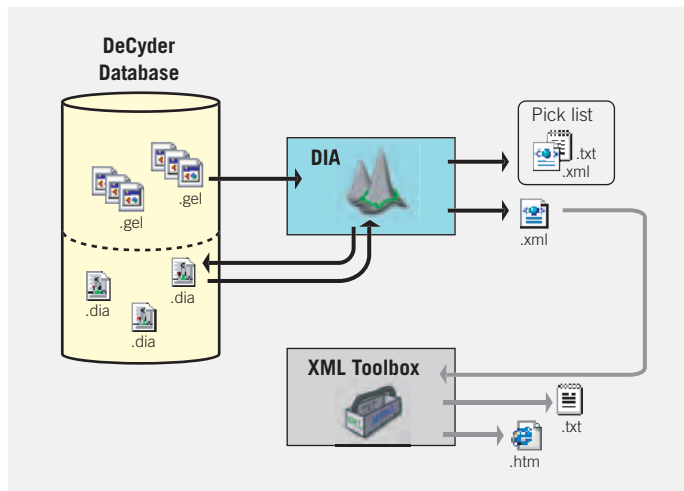 DeCyder
Database
.gel
.gel
.dia
.dia
.dia
DIA
Pick list
.txt
.xml
.xml
XML Toolbox
.txt
.htm